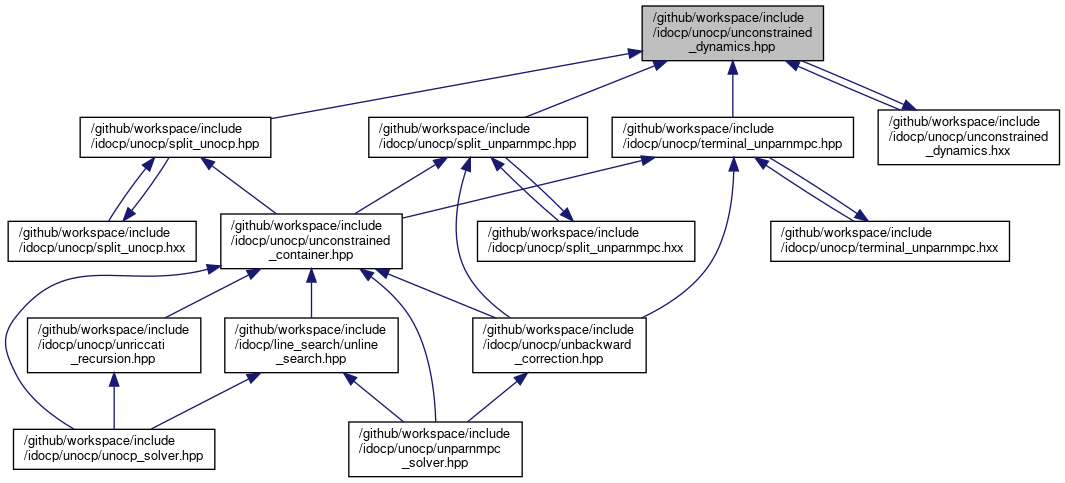 /github/workspace/include
/idocp/unocp/unconstrained
_dynamics.hpp
/github/workspace/include
/idocp/unocp/split_unocp.hpp
/github/workspace/include
/idocp/unocp/split_unparnmpc.hpp
/github/workspace/include
/idocp/unocp/terminal_unparnmpc.hpp
/github/workspace/include
/idocp/unocp/unconstrained
_dynamics.hxx
/github/workspace/include
/idocp/unocp/split_unocp.hxx
/github/workspace/include
/idocp/unocp/unconstrained
_container.hpp
/github/workspace/include
/idocp/unocp/split_unparnmpc.hxx
/github/workspace/include
/idocp/unocp/terminal_unparnmpc.hxx
/github/workspace/include
/idocp/unocp/unriccati
_recursion.hpp
/github/workspace/include
/idocp/line_search/unline
_search.hpp
/github/workspace/include
/idocp/unocp/unbackward
_correction.hpp
/github/workspace/include
/idocp/unocp/unocp_solver.hpp
/github/workspace/include
/idocp/unocp/unparnmpc
_solver.hpp